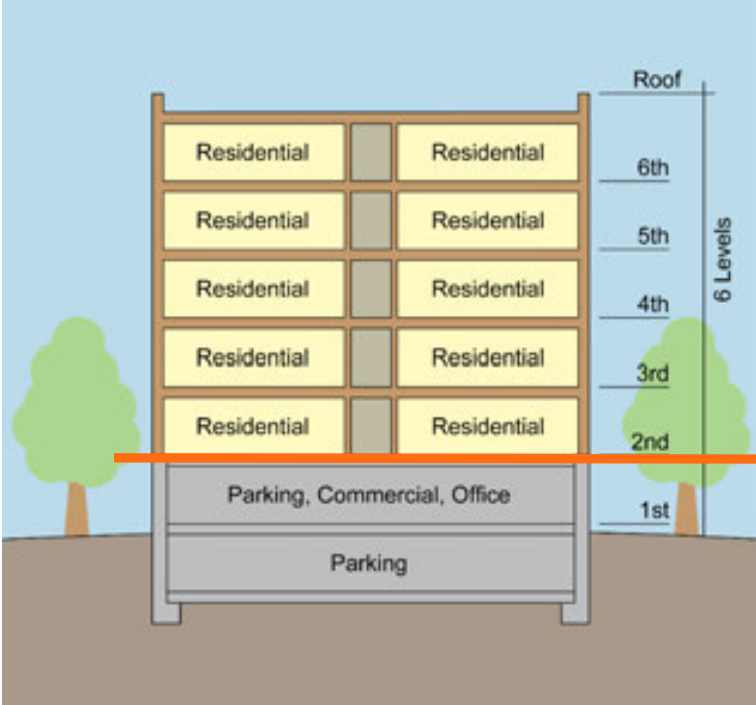 Roof
Residential Residential 6th
Residential Residential 5th
6 Levels
Residential Residential 4th
Residential Residential 3rd
Residential Residential 2nd
Parking, Commercial, Office 1st
Parking